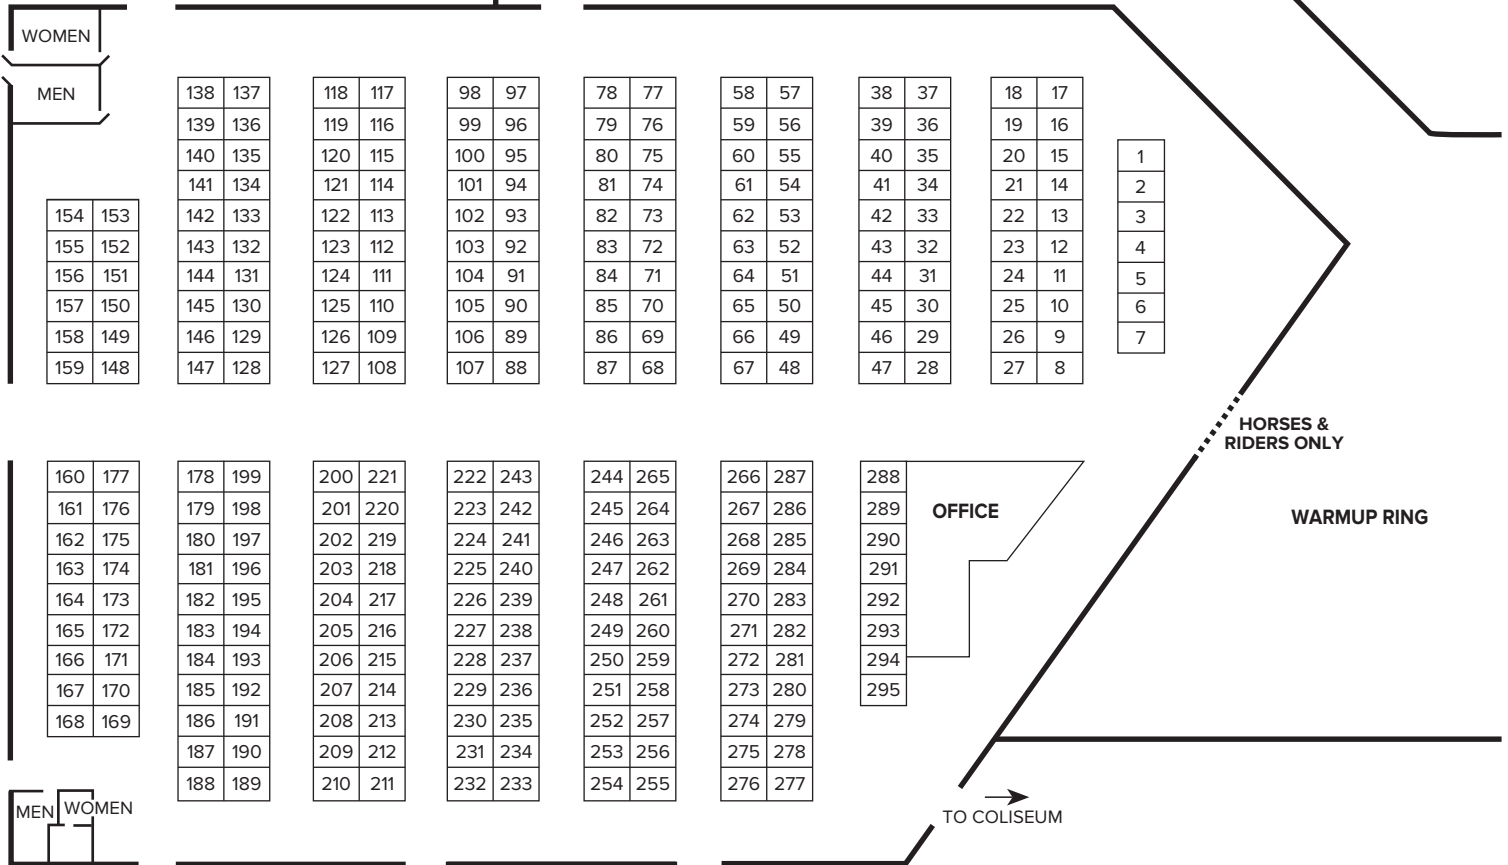 WOMEN
MEN
138 137 118 117 98 97 78 77 58 57 38 37 18 17
139 136 119 116 99 96 79 76 59 56 39 36 19 16
140 135 120 115 100 95 80 75 60 55 40 35 20 15 1
141 134 121 114 101 94 81 74 61 54 41 34 21 14 2
154 153 142 133 122 113 102 93 82 73 62 53 42 33 22 13 3
155 152 143 132 123 112 103 92 83 72 63 52 43 32 23 12 4
156 151 144 131 124 111 104 91 84 71 64 51 44 31 24 11 5
157 150 145 130 125 110 105 90 85 70 65 50 45 30 25 10 6
158 149 146 129 126 109 106 89 86 69 66 49 46 29 26 9 7
159 148 147 128 127 108 107 88 87 68 67 48 47 28 27 8
HORSES &
RIDERS ONLY
160 177 178 199 200 221 222 243 244 265 266 287 288
161 176 179 198 201 220 223 242 245 264 267 286 289 OFFICE
WARMUP RING
162 175 180 197 202 219 224 241 246 263 268 285 290
163 174 181 196 203 218 225 240 247 262 269 284 291
164 173 182 195 204 217 226 239 248 261 270 283 292
165 172 183 194 205 216 227 238 249 260 271 282 293
166 171 184 193 206 215 228 237 250 259 272 281 294
167 170 185 192 207 214 229 236 251 258 273 280 295
168 169 186 191 208 213 230 235 252 257 274 279
187 190 209 212 231 234 253 256 275 278
188 189 210 211 232 233 254 255 276 277
MEN WOMEN
TO COLISEUM